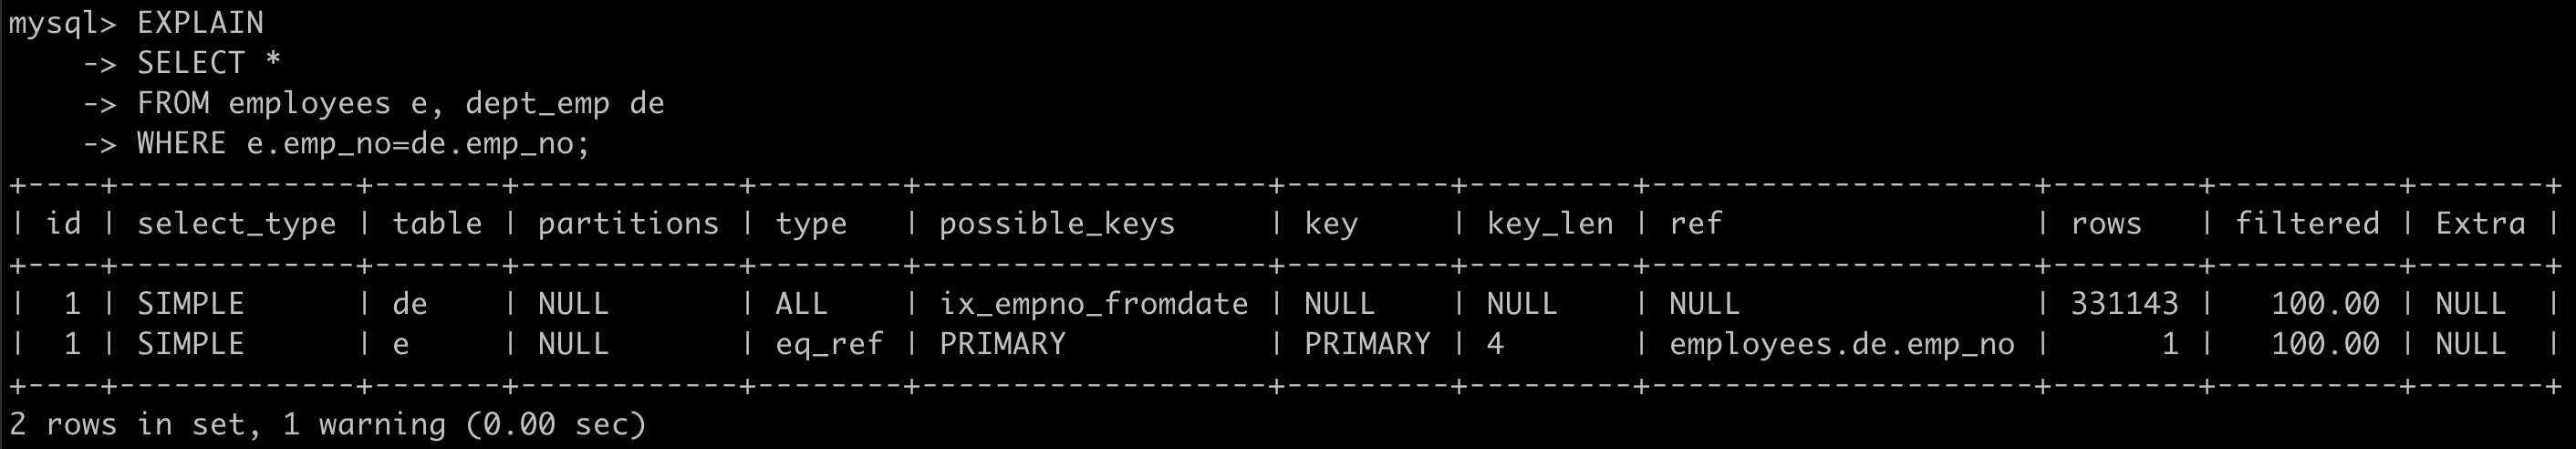 mysql> EXPLAIN
    -> SELECT *
    -> FROM employees e, dept_emp de
    -> WHERE e.emp_no=de.emp_no;
+----+-------------+-------+------------+--------+-------------------+---------+---------+---------------------+--------+----------+-------+
| id | select_type | table | partitions | type   | possible_keys     | key     | key_len | ref                 | rows   | filtered | Extra |
+----+-------------+-------+------------+--------+-------------------+---------+---------+---------------------+--------+----------+-------+
|  1 | SIMPLE      | de    | NULL       | ALL    | ix_empno_fromdate | NULL    | NULL    | NULL                | 331143 |   100.00 | NULL  |
|  1 | SIMPLE      | e     | NULL       | eq_ref | PRIMARY           | PRIMARY | 4       | employees.de.emp_no |      1 |   100.00 | NULL  |
+----+-------------+-------+------------+--------+-------------------+---------+---------+---------------------+--------+----------+-------+
2 rows in set, 1 warning (0.00 sec)